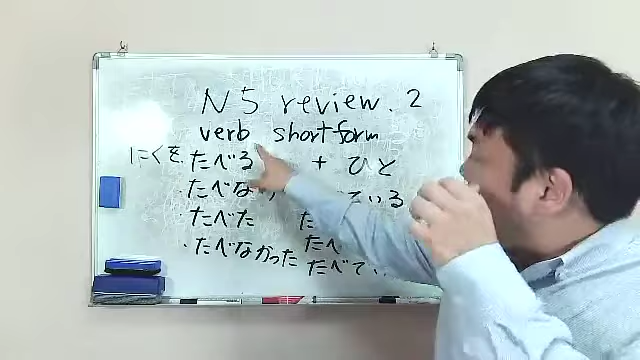 N5 review. 2
verb short form
にくを たべる + ひと
・たべな ている
・たべた た
・たべなかった たべ
たべてい